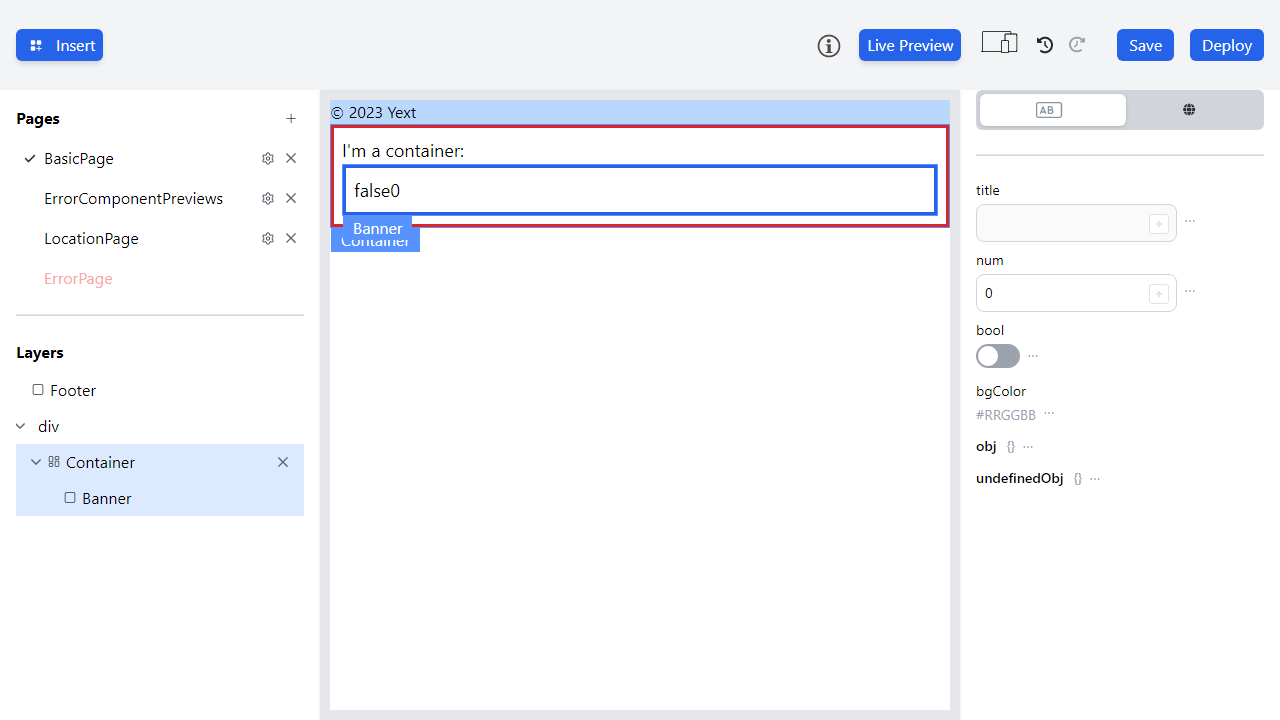 Insert
Live Preview
Save
Deploy
Pages
BasicPage
ErrorComponentPreviews
LocationPage
ErrorPage
Layers
Footer
div
Container
Banner
© 2023 Yext
I'm a container:
false0
Banner
Container
AB
title
num
0
bool
bgColor
#RRGGBB
obj {}
undefinedObj {}